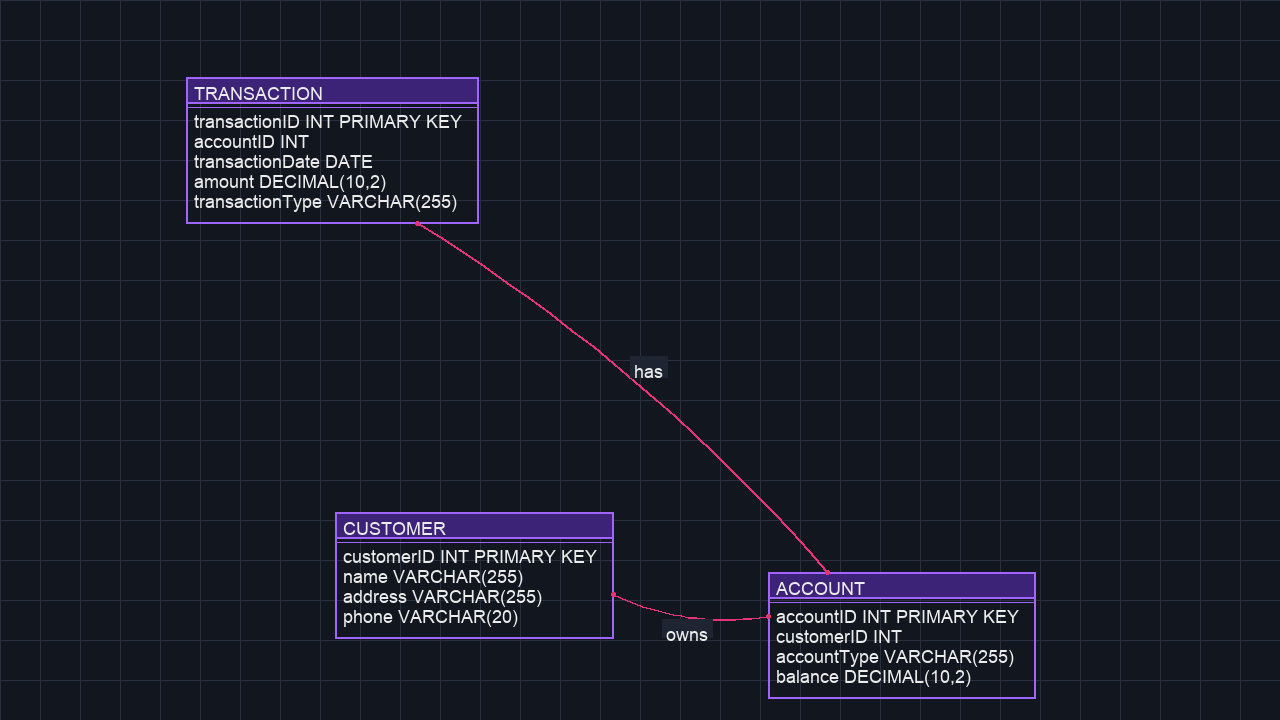 TRANSACTION
transactionID INT PRIMARY KEY
accountID INT
transactionDate DATE
amount DECIMAL(10,2)
transactionType VARCHAR(255)
has
CUSTOMER
customerID INT PRIMARY KEY
name VARCHAR(255)
address VARCHAR(255)
phone VARCHAR(20)
owns
ACCOUNT
accountID INT PRIMARY KEY
customerID INT
accountType VARCHAR(255)
balance DECIMAL(10,2)